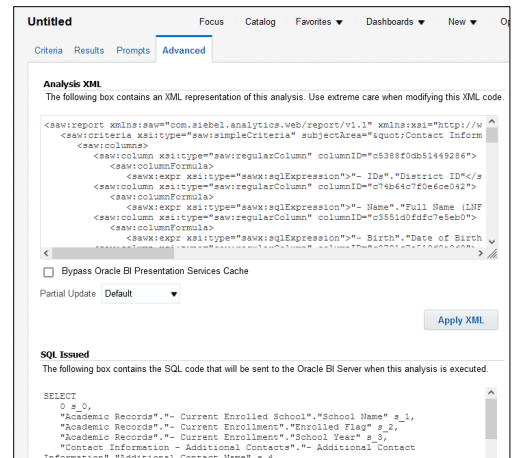 Untitled
Focus Catalog Favorites ▼ Dashboards ▼ New ▼ Op
Criteria Results Prompts Advanced
Analysis XML
The following box contains an XML representation of this analysis. Use extreme care when modifying this XML code.
<saw:report xmlns:saw="com.siebel.analytics.web/report/v1.1" xmlns:xsi="http://w
<saw:criteria xsi:type="saw:simpleCriteria" subjectArea="&quot;Contact Inform
<saw:columns>
<saw:column xsi:type="saw:regularColumn" columnID="c5388f0db51449286">
<saw:columnFormula>
<sawx:expr xsi:type="sawx:sqlExpression">"- IDs"."District ID"</s
<saw:column xsi:type="saw:regularColumn" columnID="c74b64c7f0e6ce042">
<saw:columnFormula>
<sawx:expr xsi:type="sawx:sqlExpression">"- Name"."Full Name (LNF
<saw:column xsi:type="saw:regularColumn" columnID="c3551d0fdfc7e5eb0">
<saw:columnFormula>
<sawx:expr xsi:type="sawx:sqlExpression">"- Birth"."Date of Birth
Bypass Oracle BI Presentation Services Cache
Partial Update Default
Apply XML
SQL Issued
The following box contains the SQL code that will be sent to the Oracle BI Server when this analysis is executed.
SELECT
0 s_0,
"Academic Records"."- Current Enrolled School"."School Name" s_1,
"Academic Records"."- Current Enrollment"."Enrolled Flag" s_2,
"Academic Records"."- Current Enrollment"."School Year" s_3,
"Contact Information - Additional Contacts"."- Additional Contact
Information"."Additional Contact Name" s_4